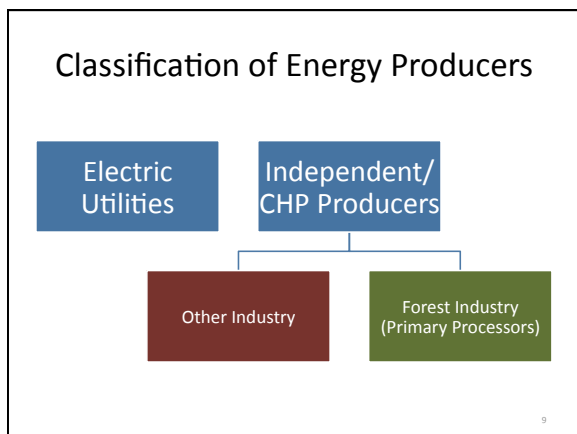 Classification of Energy Producers
Electric
Utilities
Independent/
CHP Producers
Other Industry
Forest Industry
(Primary Processors)
9